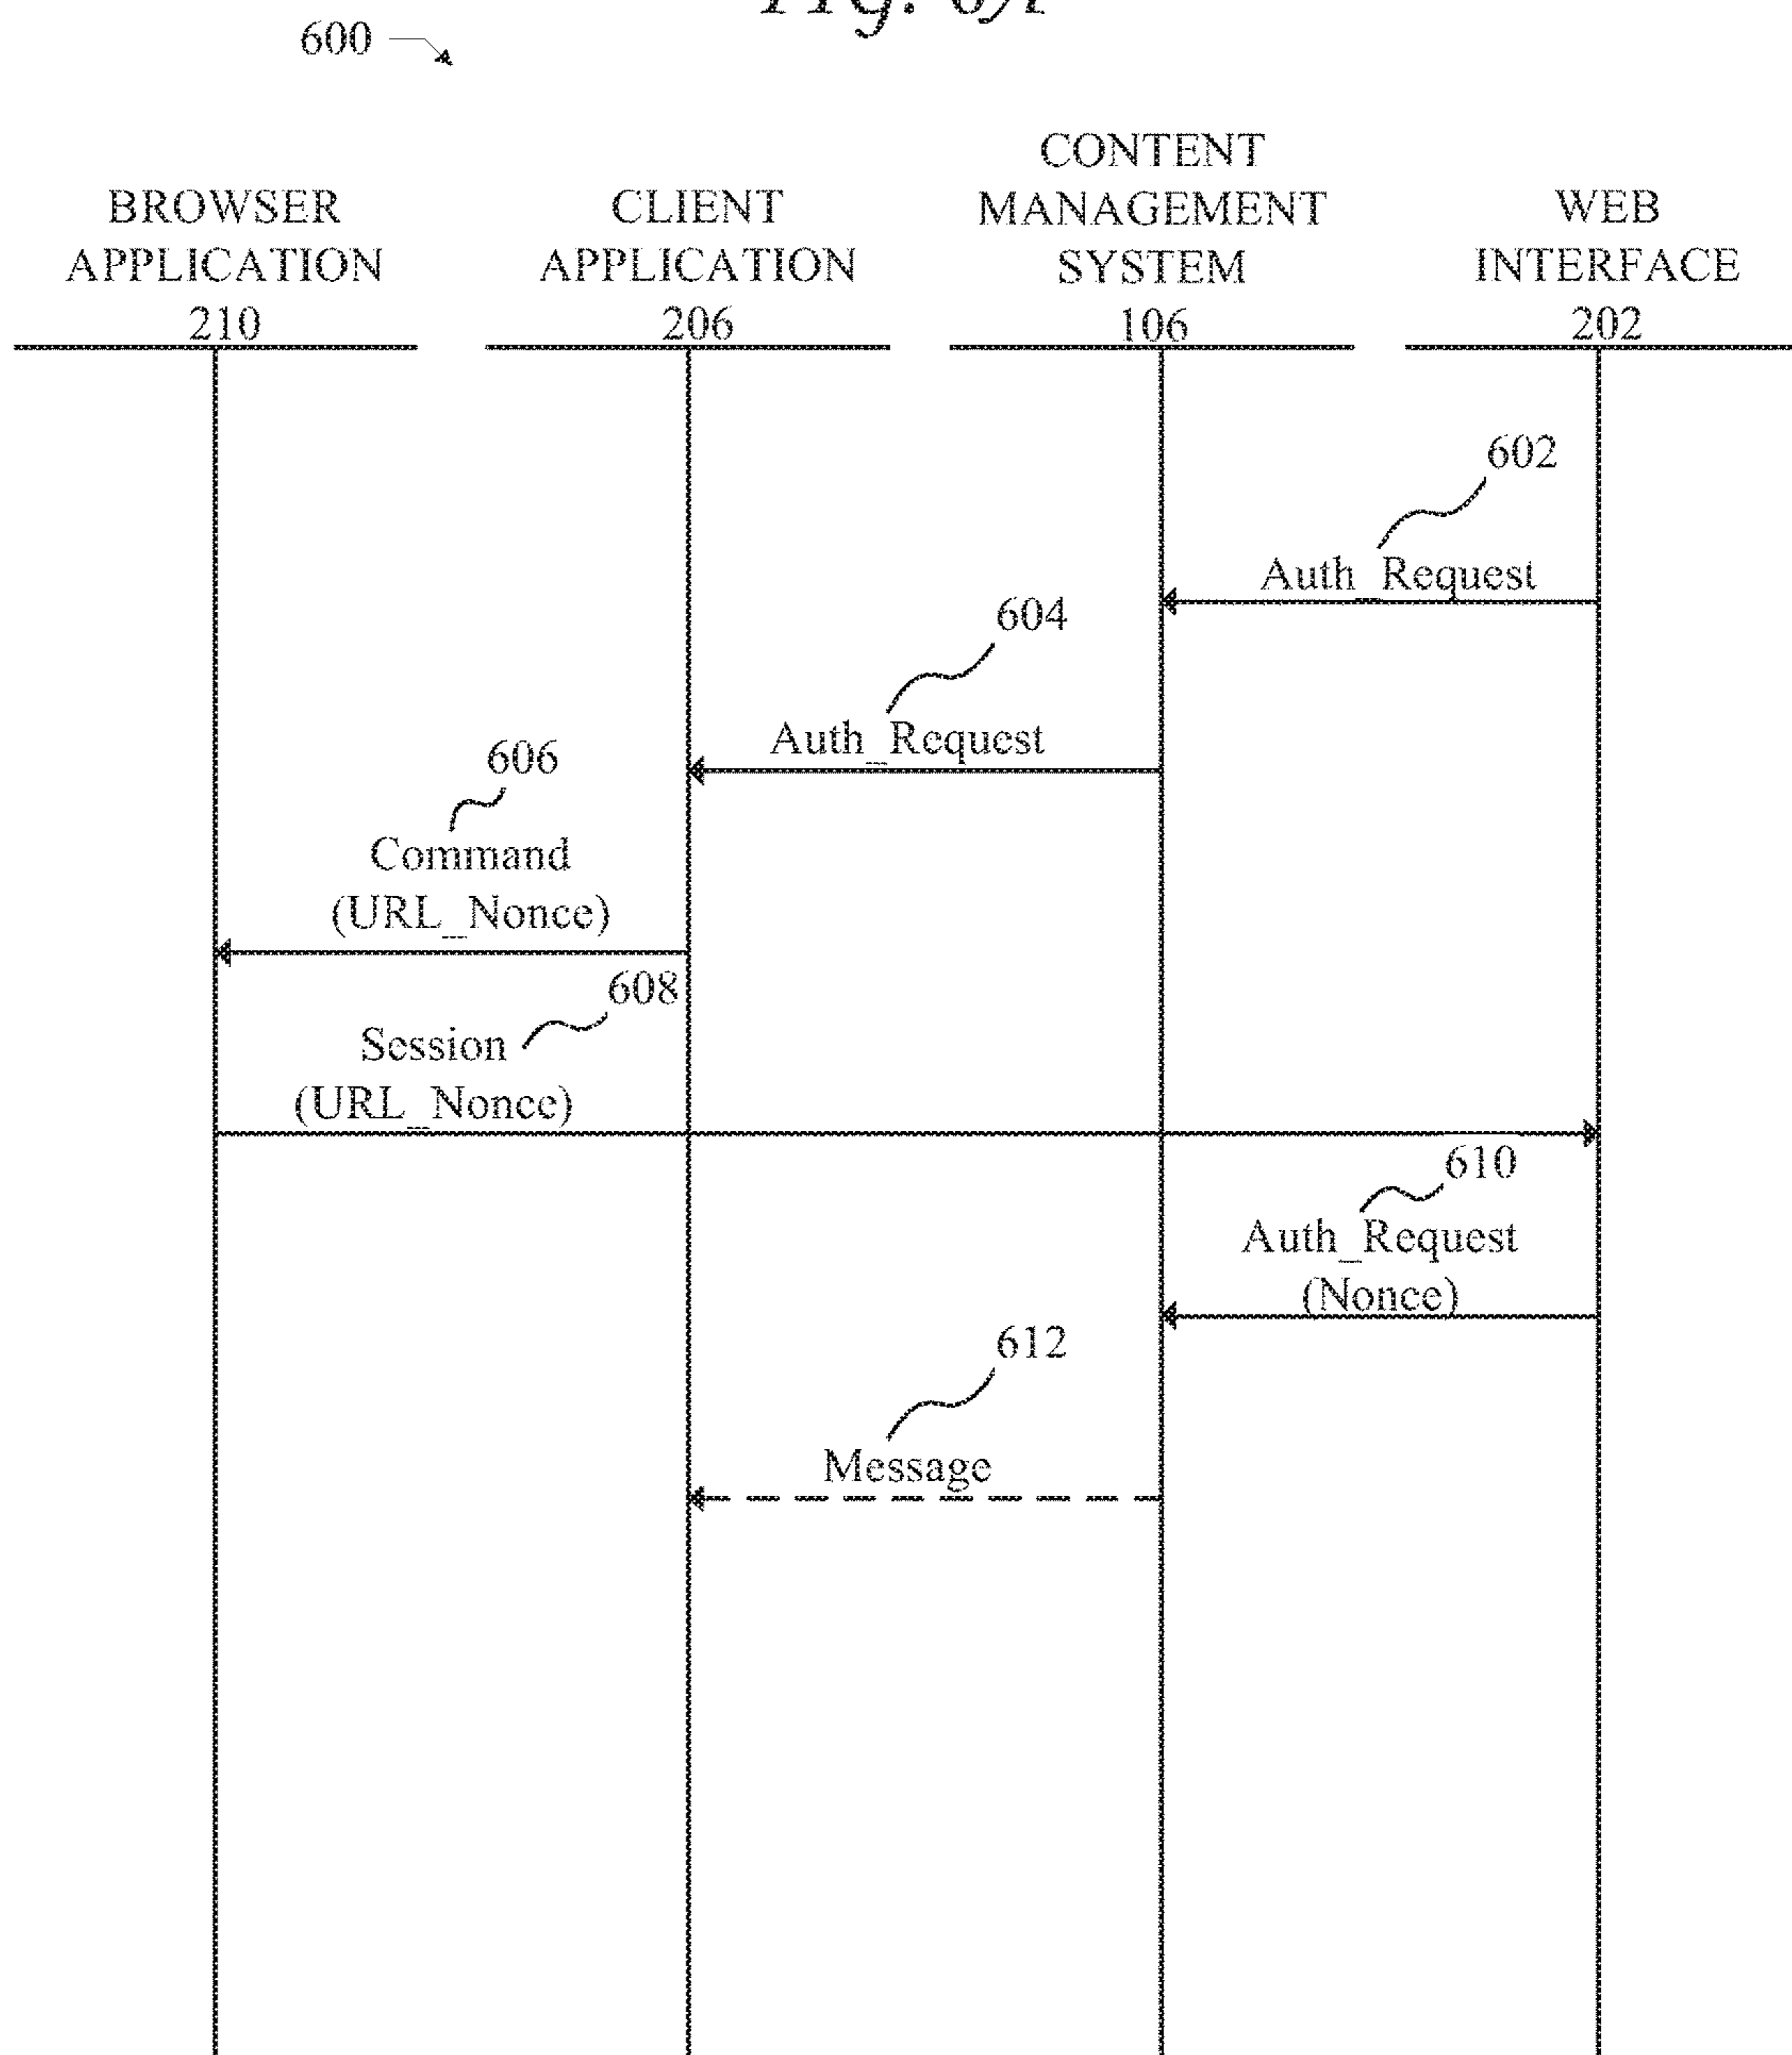 600
BROWSER
APPLICATION
210
CLIENT
APPLICATION
206
CONTENT
MANAGEMENT
SYSTEM
106
WEB
INTERFACE
202
602
Auth_Request
604
Auth_Request
606
Command
(URL_Nonce)
608
Session
(URL_Nonce)
610
Auth_Request
(Nonce)
612
Message